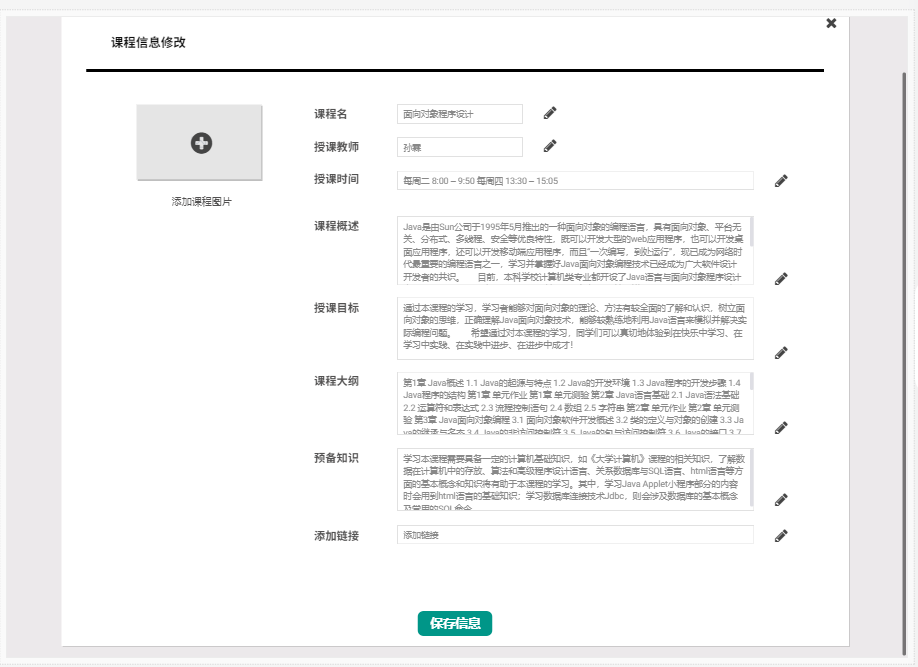 课程信息修改
添加课程图片
课程名
面向对象程序设计
授课教师
孙霖
授课时间
每周二 8:00 – 9:50 每周四 13:30 – 15:05
课程概述
Java是由Sun公司于1995年5月推出的一种面向对象的编程语言，具有面向对象、平台无
关、分布式、多线程、安全等优良特性，既可以开发大型的web应用程序，也可以开发桌
面应用程序，还可以开发移动端应用程序，而且“一次编写，到处运行”，现已成为网络时
代最重要的编程语言之一，学习并掌握好Java面向对象编程技术已经成为广大软件设计
开发者的共识。 目前，本科学校计算机类专业都开设了Java语言与面向对象程序设计
授课目标
通过本课程的学习，学习者能够对面向对象的理论、方法有较全面的了解和认识，树立面
向对象的思维，正确理解Java面向对象技术，能够较熟练地利用Java语言来模拟并解决实
际编程问题。 希望通过对本课程的学习，同学们可以真切地体验到在快乐中学习、在
学习中实践、在实践中进步、在进步中成才！
课程大纲
第1章 Java概述 1.1 Java的起源与特点 1.2 Java的开发环境 1.3 Java程序的开发步骤 1.4
Java程序的结构 第1章 单元作业 第1章 单元测验 第2章 Java语言基础 2.1 Java语法基础
2.2 运算符和表达式 2.3 流程控制语句 2.4 数组 2.5 字符串 第2章 单元作业 第2章 单元测
验 第3章 Java面向对象编程 3.1 面向对象软件开发概述 3.2 类的定义与对象的创建 3.3 Ja
va的继承与多态 3.4 Java的非访问控制符 3.5 Java的包与访问控制符 3.6 Java的接口 3.7
预备知识
学习本课程需要具备一定的计算机基础知识，如《大学计算机》课程的相关知识，了解数
据在计算机中的存放、算法和高级程序设计语言、关系数据库与SQL语言、html语言等方
面的基本概念和知识将有助于本课程的学习。其中，学习Java Applet小程序部分的内容
时会用到html语言的基础知识；学习数据库连接技术Jdbc，则会涉及数据库的基本概念
及常用的SQL命令
添加链接
添加链接
保存信息